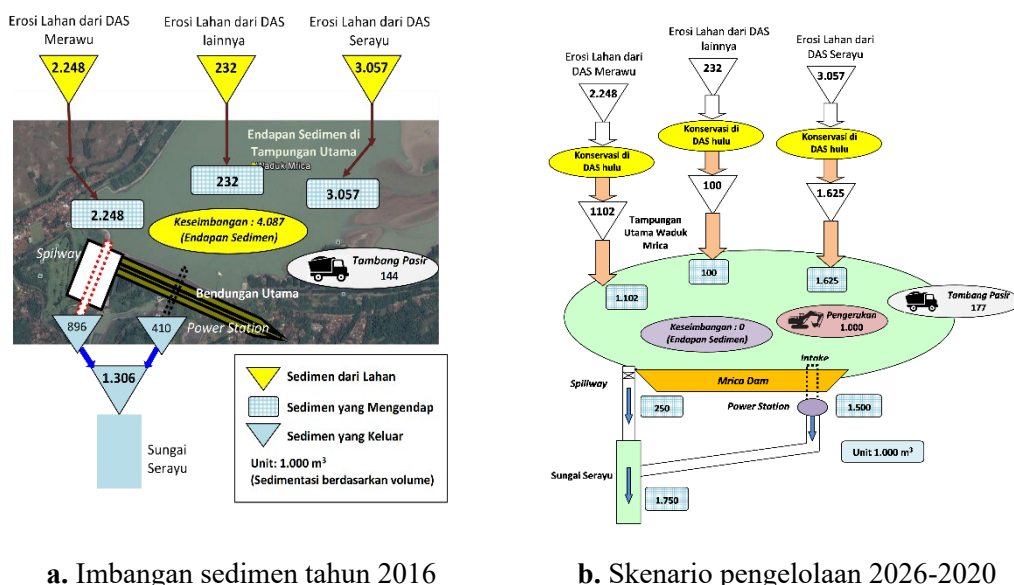 Erosi Lahan dari DAS
Merawu
Erosi Lahan dari DAS
lainnya
Erosi Lahan dari DAS
Serayu
2.248
232
3.057
Endapan Sedimen di
Tampungan Utama
Waduk Mrica
232
3.057
2.248
Keseimbangan : 4.087
(Endapan Sedimen)
Spilway
Tambang Pasir
144
Bendungan Utama
896
410
Power Station
1.306
Sungai
Serayu
Sedimen dari Lahan
Sedimen yang Mengendap
Sedimen yang Keluar
Unit: 1.000 m³
(Sedimentasi berdasarkan volume)
a. Imbangan sedimen tahun 2016
Erosi Lahan dari
DAS Merawu
Erosi Lahan dari DAS
lainnya
Erosi Lahan dari
DAS Serayu
2.248
232
3.057
Konservasi di
DAS hulu
Konservasi di
DAS hulu
Konservasi di
DAS hulu
1102
100
1.625
Tampungan
Utama Waduk
Mrica
1.102
100
1.625
Tambang Pasir
177
Pengerukan
1.000
Keseimbangan : 0
(Endapan Sedimen)
Intake
Spiilway
Mrica Dam
250
Power Station
1.500
Unit 1.000 m³
Sungai Serayu
1.750
b. Skenario pengelolaan 2026-2020